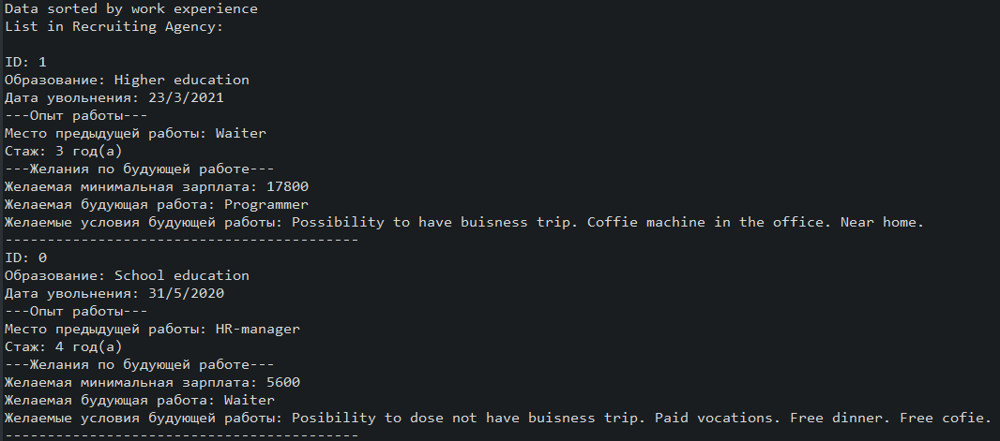 Data sorted by work experience
List in Recruiting Agency:
ID: 1
Образование: Higher education
Дата увольнения: 23/3/2021
---Опыт работы---
Место предыдущей работы: Waiter
Стаж: 3 год(а)
---Желания по будующей работе---
Желаемая минимальная зарплата: 17800
Желаемая будующая работа: Programmer
Желаемые условия будующей работы: Possibility to have buisness trip. Coffie machine in the office. Near home.
------------------------------------------
ID: 0
Образование: School education
Дата увольнения: 31/5/2020
---Опыт работы---
Место предыдущей работы: HR-manager
Стаж: 4 год(а)
---Желания по будующей работе---
Желаемая минимальная зарплата: 5600
Желаемая будующая работа: Waiter
Желаемые условия будующей работы: Posibility to dose not have buisness trip. Paid vocations. Free dinner. Free cofie.
------------------------------------------